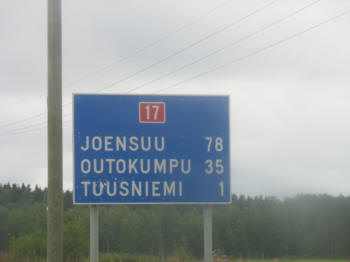 17
JOENSUU 78
OUTOKUMPU 35
TUUSNIEMI 1